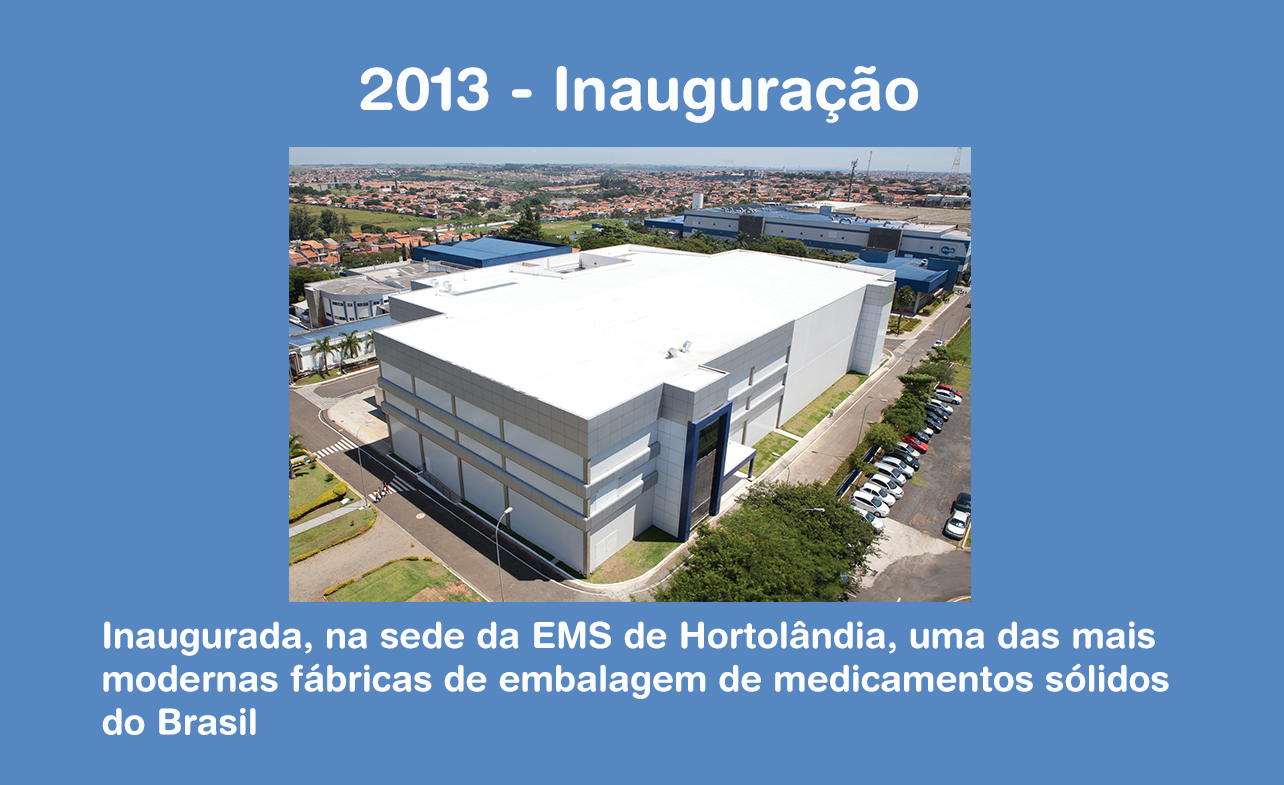 2013 - Inauguração
Inaugurada, na sede da EMS de Hortolândia, uma das mais
modernas fábricas de embalagem de medicamentos sólidos
do Brasil